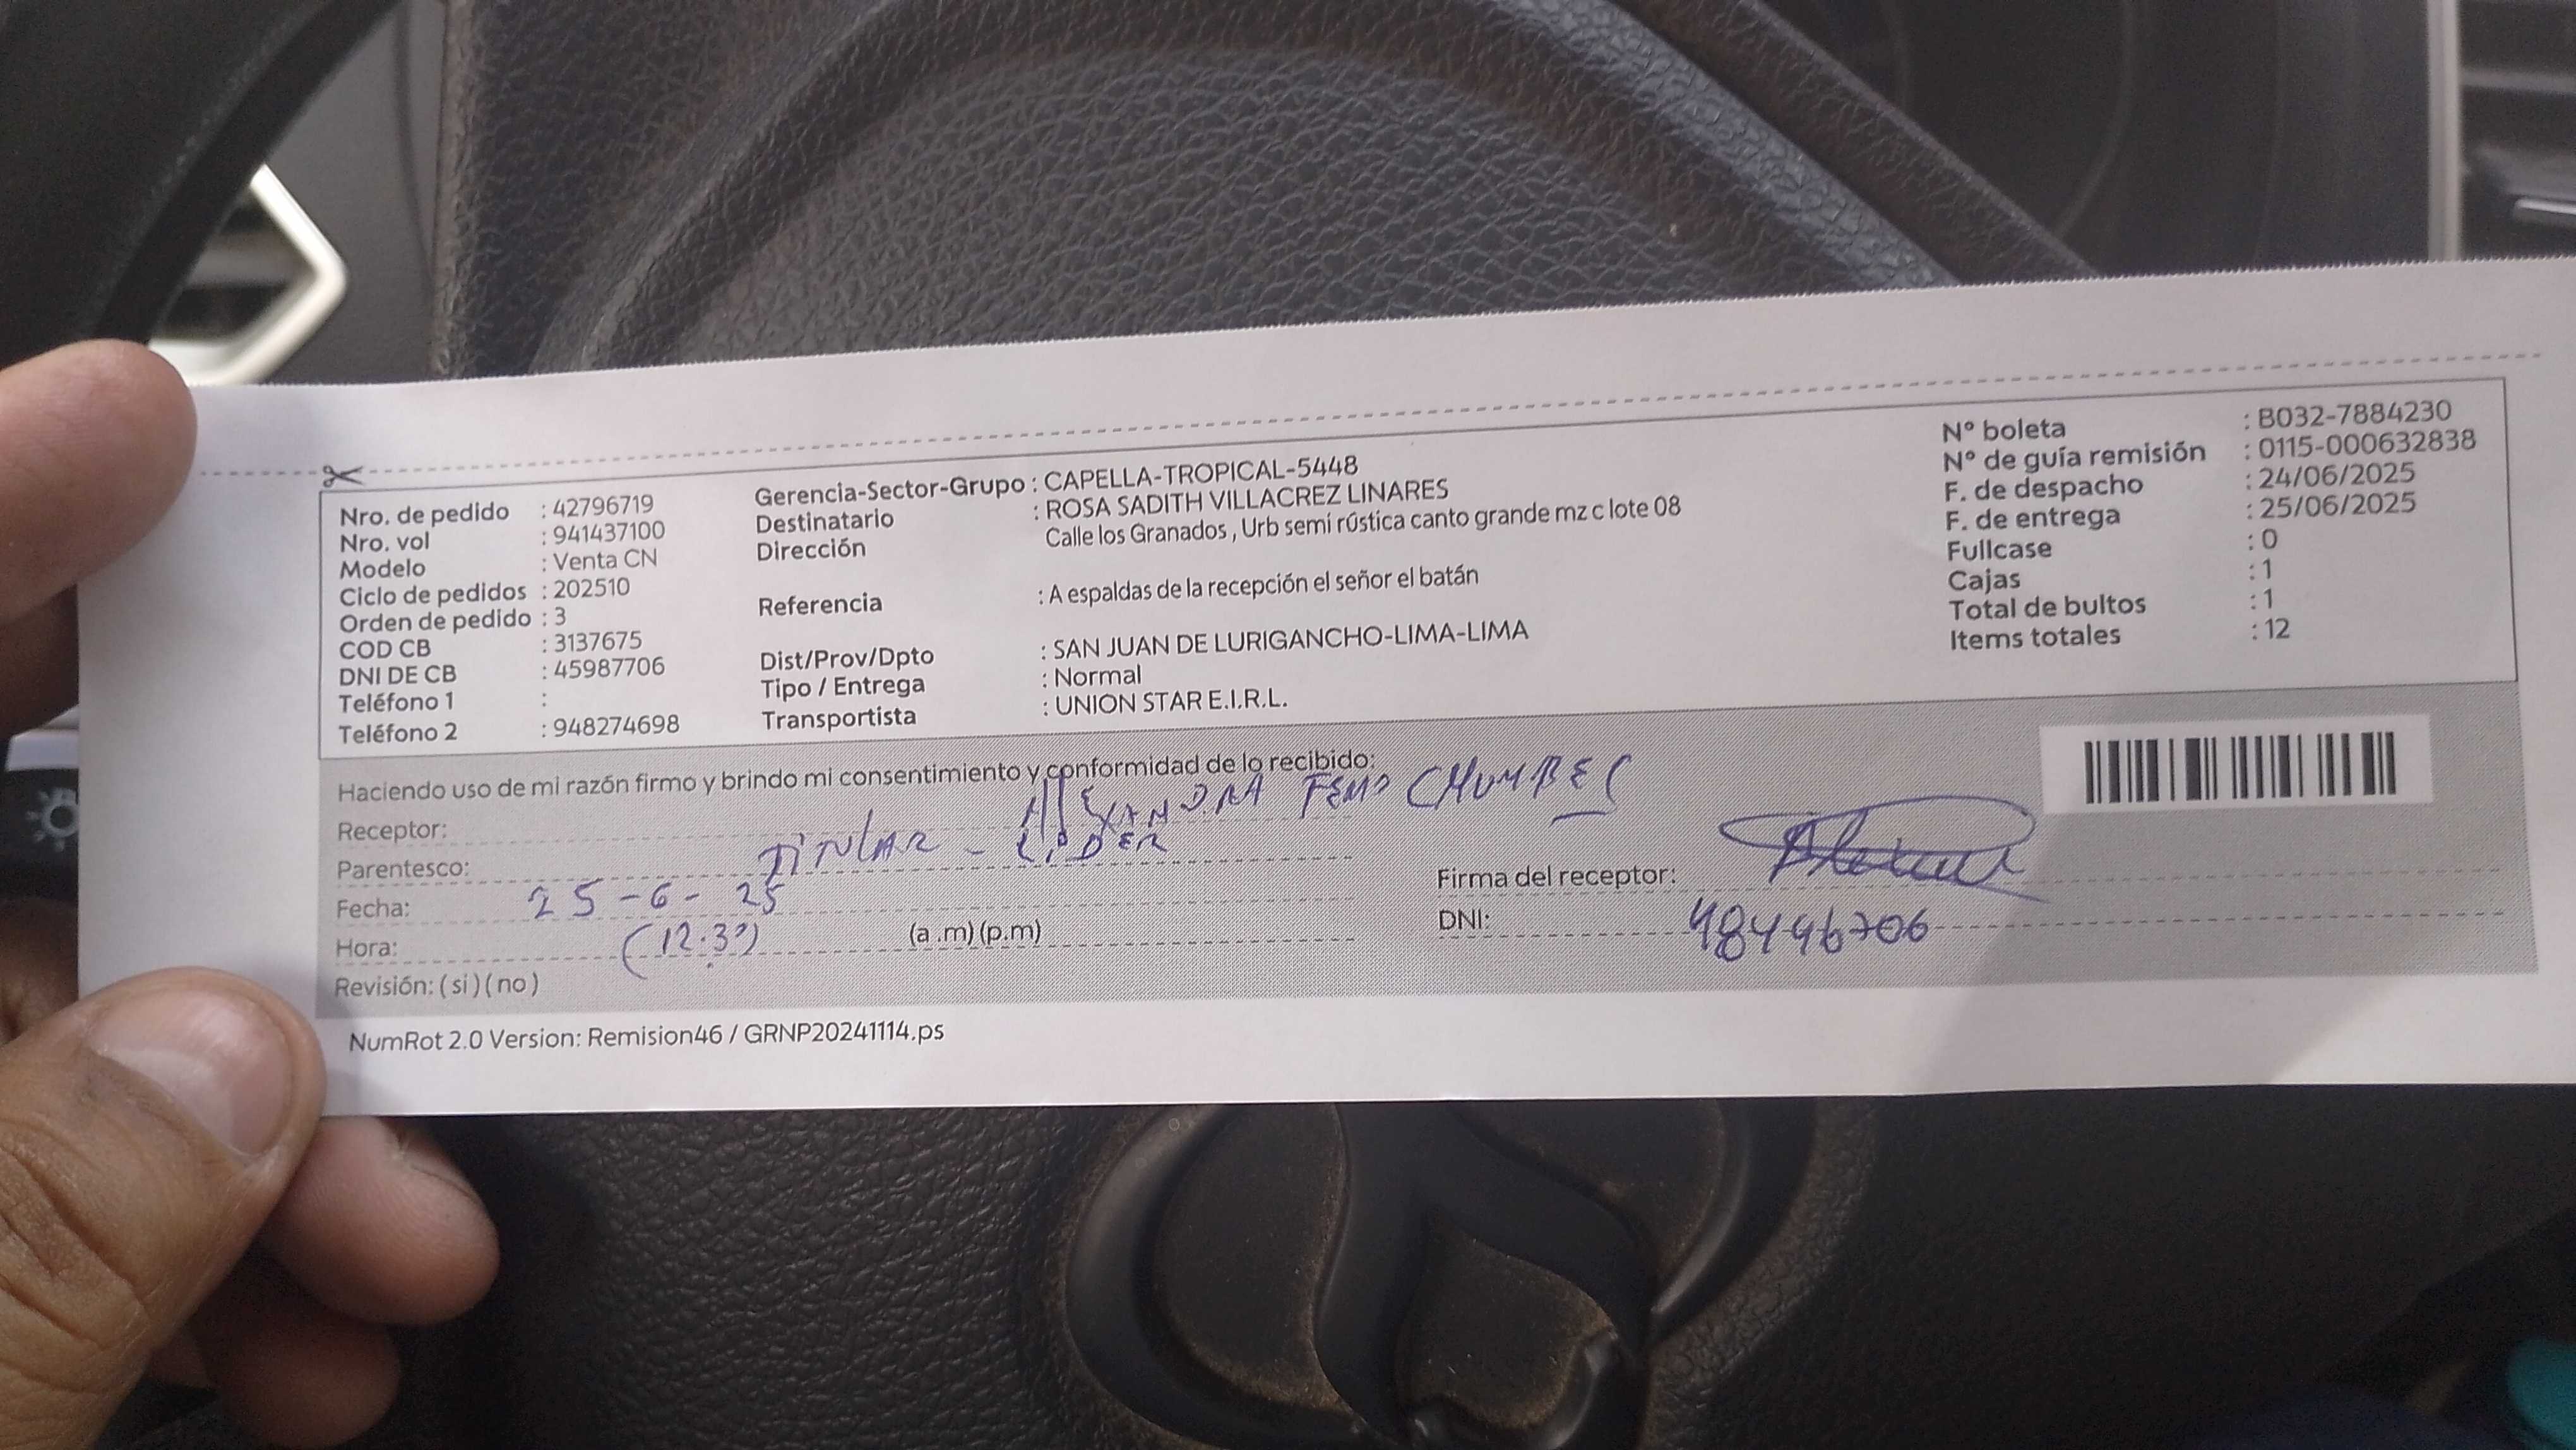 Nro. de pedido : 42796719
Nro. vol : 941437100
Modelo : Venta CN
Ciclo de pedidos : 202510
Orden de pedido : 3
COD CB : 3137675
DNI DE CB : 45987706
Teléfono 1 :
Teléfono 2 : 948274698
Gerencia-Sector-Grupo : CAPELLA-TROPICAL-5448
Destinatario : ROSA SADITH VILLACREZ LINARES
Dirección Calle los Granados , Urb semi rústica canto grande mz c lote 08
Referencia : A espaldas de la recepción el señor el batán
Dist/Prov/Dpto : SAN JUAN DE LURIGANCHO-LIMA-LIMA
Tipo / Entrega : Normal
Transportista : UNION STAR E.I.R.L.
N° boleta : B032-7884230
N° de guía remisión : 0115-000632838
F. de despacho : 24/06/2025
F. de entrega : 25/06/2025
Fullcase : 0
Cajas : 1
Total de bultos : 1
Items totales : 12
Haciendo uso de mi razón firmo y brindo mi consentimiento y conformidad de lo recibido:
Receptor:
Parentesco: TITULAR - LIDER
Fecha: 25-6-25
Hora: (12.30) (a .m) (p.m)
Revisión: ( si ) ( no )
Firma del receptor:
DNI: 48496706
NumRot 2.0 Version: Remision46 / GRNP20241114.ps